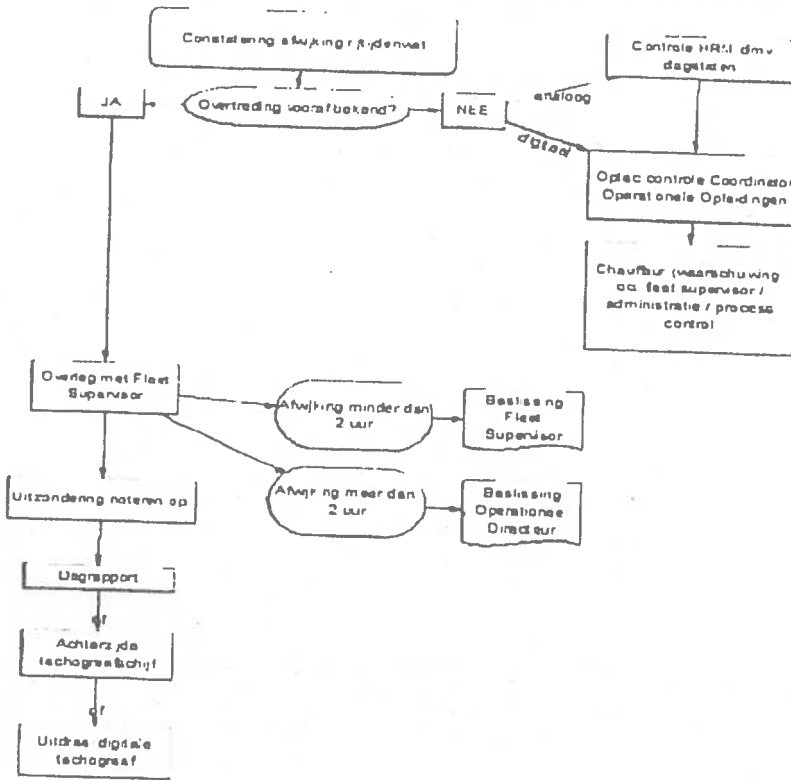 Constatering afwijking rijtijdenwet
Controle HRM dmv
dagstaten
JA
Overtreding vooraf bekend?
NEE
analoog
digitaal
Optac controle Coordinator
Operationele Opleidingen
Chauffeur (waarschuwing
cc. fleet supervisor /
administratie / process
control
Overleg met Fleet
Supervisor
Afwijking minder dan
2 uur
Beslissing
Fleet
Supervisor
Uitzondering noteren op
Afwijking meer dan
2 uur
Beslissing
Operationee
Directeur
Dagrapport
of
Achterzijde
tachograafschijf
of
Uitdraai digitale
tachograaf